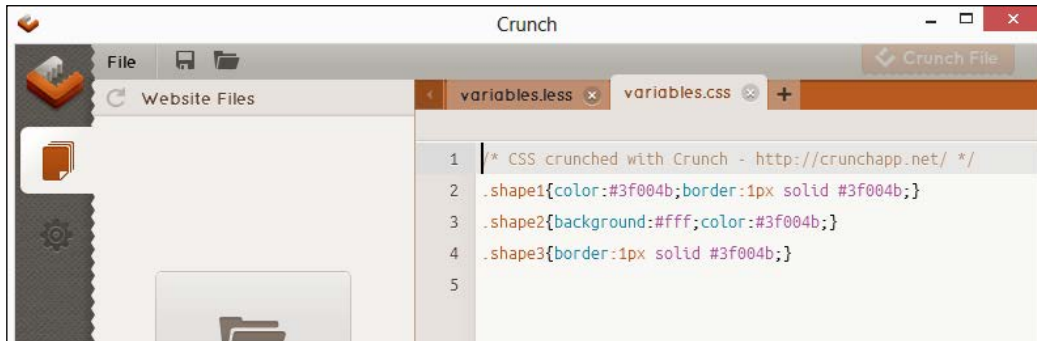 Crunch
File
Crunch File
Website Files
variables.less
variables.css
+
1 /* CSS crunched with Crunch - http://crunchapp.net/ */
2 .shape1{color:#3f004b;border:1px solid #3f004b;}
3 .shape2{background:#fff;color:#3f004b;}
4 .shape3{border:1px solid #3f004b;}
5